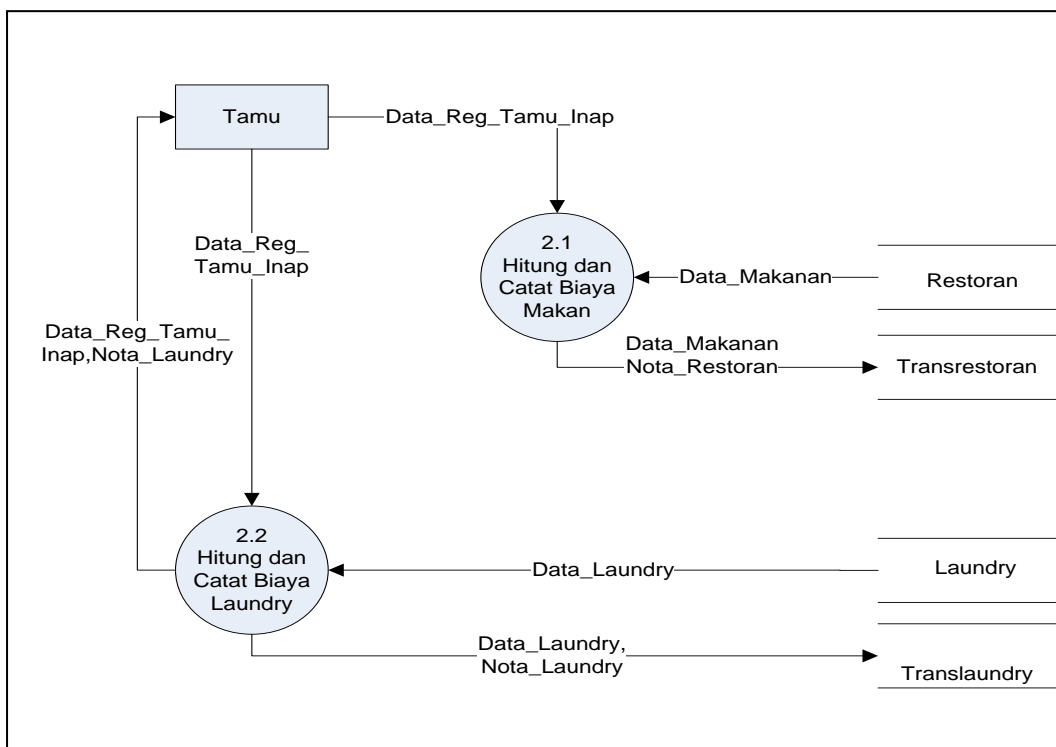 Tamu
Data_Reg_Tamu_Inap
Data_Reg_
Tamu_Inap
2.1
Hitung dan
Catat Biaya
Makan
Data_Makanan
Restoran
Data_Reg_Tamu_
Inap,Nota_Laundry
Data_Makanan
Nota_Restoran
Transrestoran
2.2
Hitung dan
Catat Biaya
Laundry
Data_Laundry
Laundry
Data_Laundry,
Nota_Laundry
Translaundry